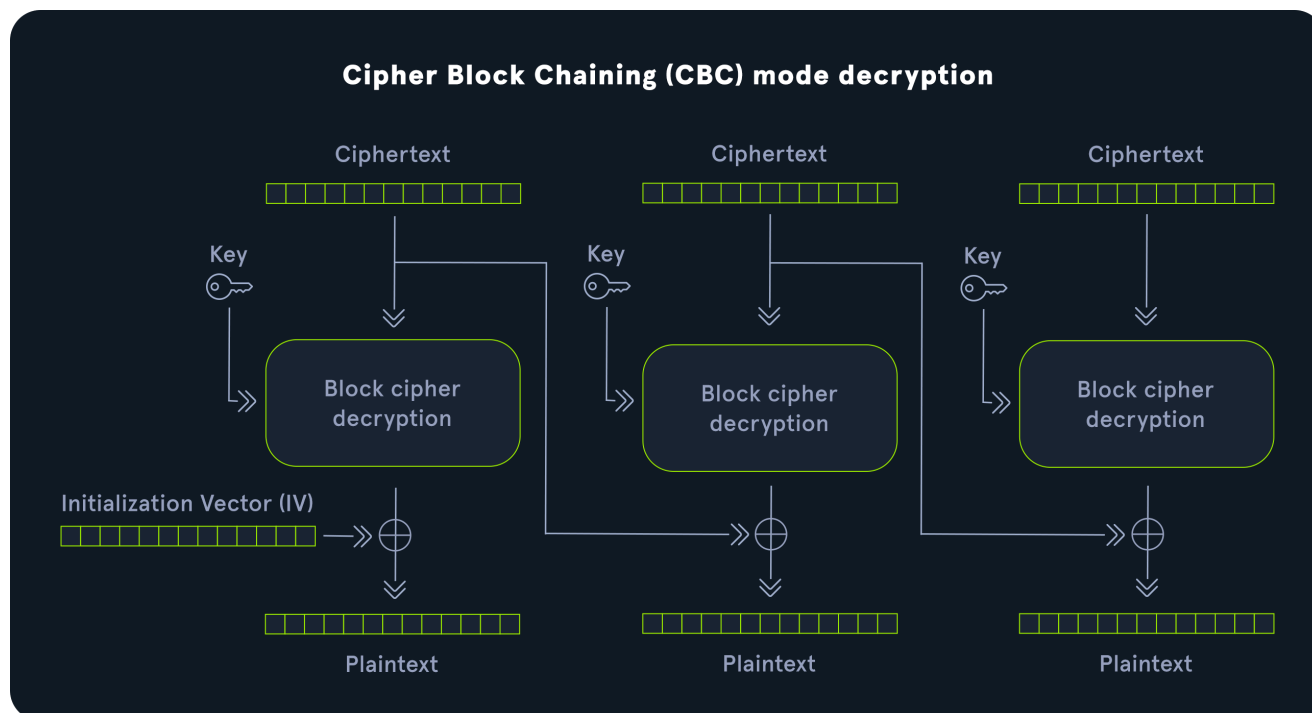 Cipher Block Chaining (CBC) mode decryption
Ciphertext
Ciphertext
Ciphertext
Key
Key
Key
Block cipher
decryption
Block cipher
decryption
Block cipher
decryption
Initialization Vector (IV)
Plaintext
Plaintext
Plaintext